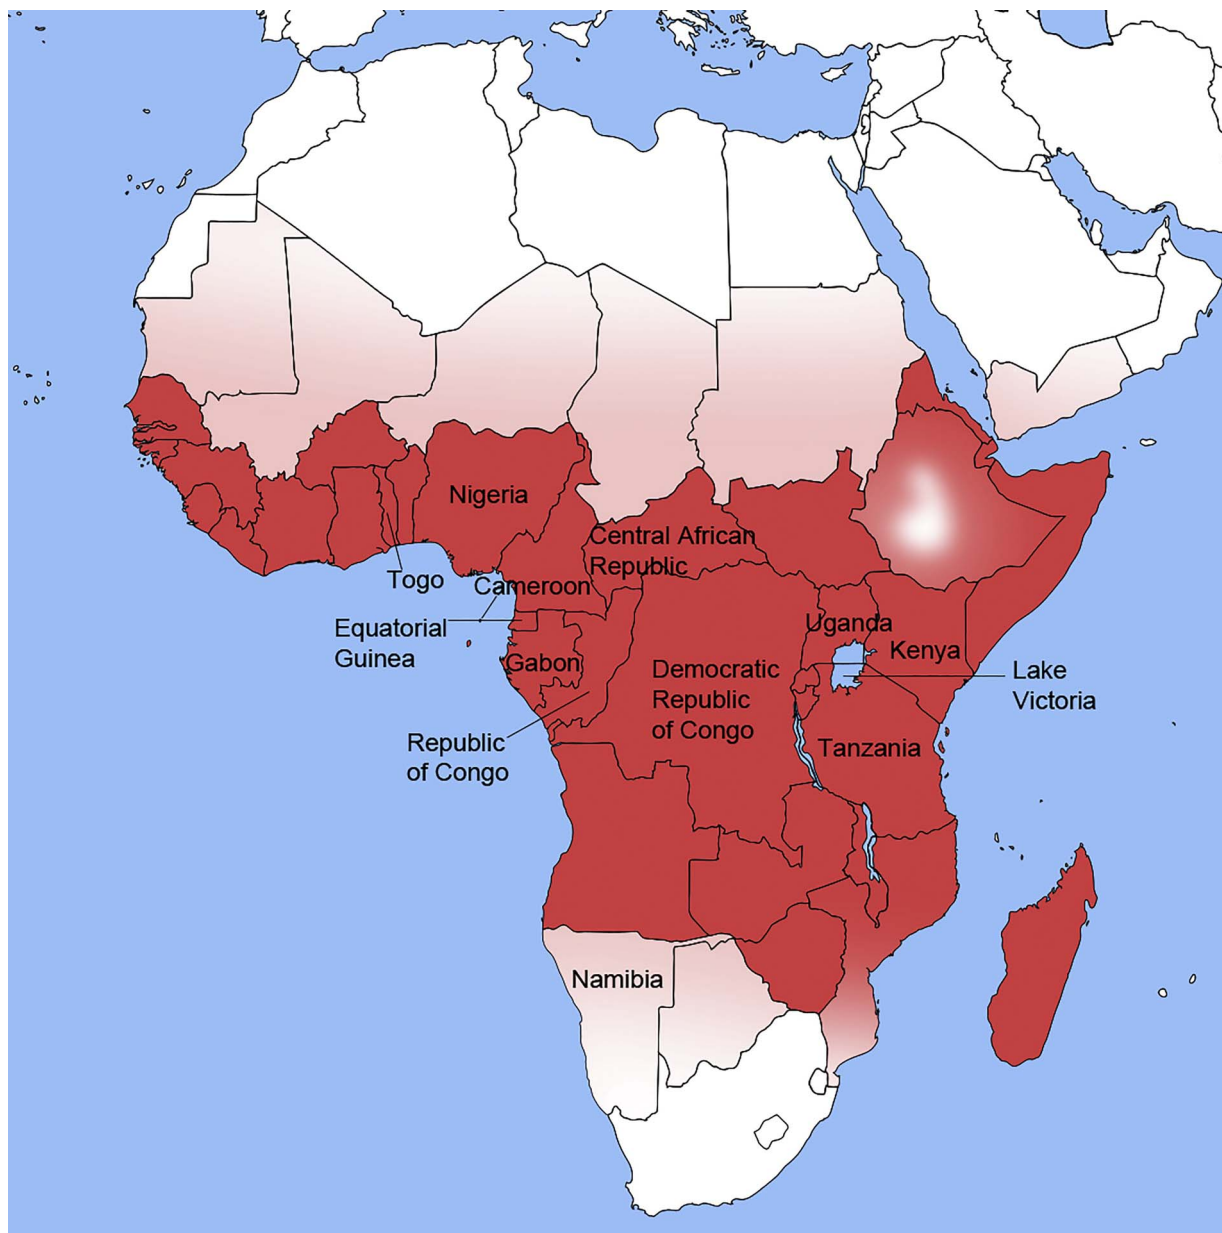 Nigeria
Central African
Republic
Togo
Cameroon
Equatorial
Guinea
Gabon
Uganda
Kenya
Democratic
Republic
of Congo
Lake
Victoria
Republic
of Congo
Tanzania
Namibia